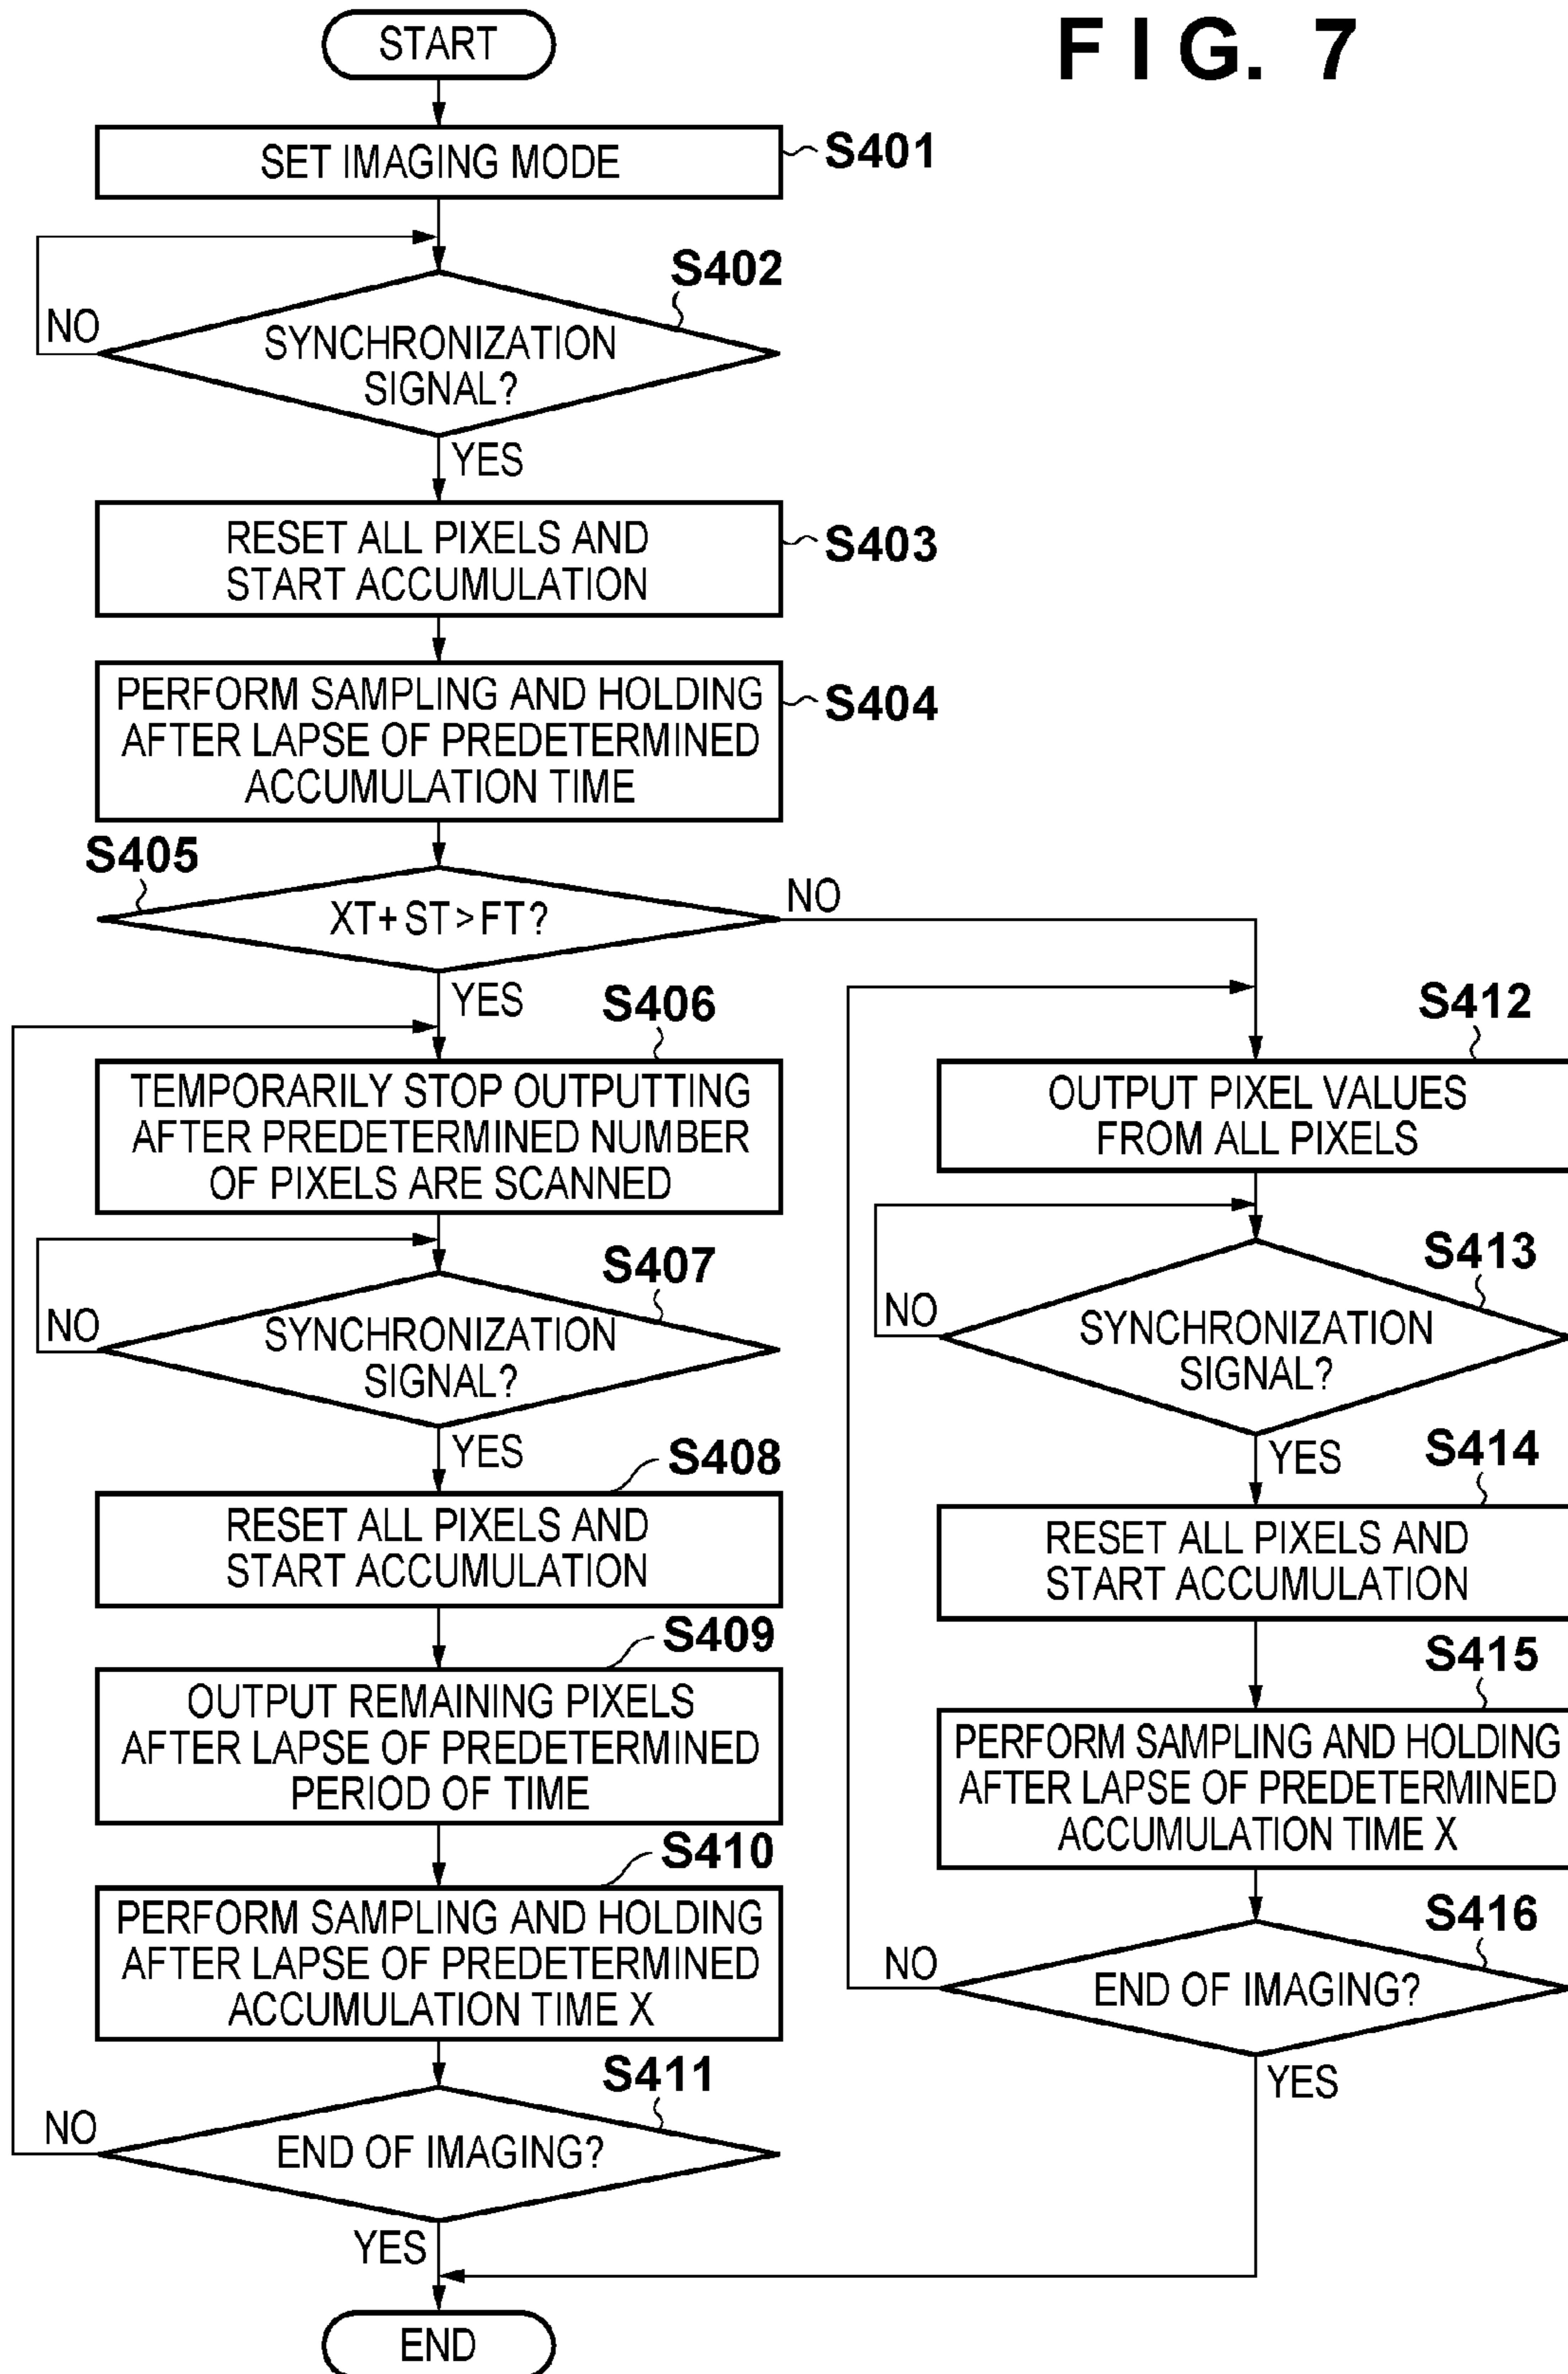 FIG. 7
START
SET IMAGING MODE
S401
S402
SYNCHRONIZATION
SIGNAL?
NO
YES
RESET ALL PIXELS AND
START ACCUMULATION
S403
PERFORM SAMPLING AND HOLDING
AFTER LAPSE OF PREDETERMINED
ACCUMULATION TIME
S404
S405
XT+ST>FT?
NO
YES
S406
TEMPORARILY STOP OUTPUTTING
AFTER PREDETERMINED NUMBER
OF PIXELS ARE SCANNED
S407
SYNCHRONIZATION
SIGNAL?
NO
YES
S408
RESET ALL PIXELS AND
START ACCUMULATION
S409
OUTPUT REMAINING PIXELS
AFTER LAPSE OF PREDETERMINED
PERIOD OF TIME
S410
PERFORM SAMPLING AND HOLDING
AFTER LAPSE OF PREDETERMINED
ACCUMULATION TIME X
S411
END OF IMAGING?
NO
YES
S412
OUTPUT PIXEL VALUES
FROM ALL PIXELS
S413
SYNCHRONIZATION
SIGNAL?
NO
YES
S414
RESET ALL PIXELS AND
START ACCUMULATION
S415
PERFORM SAMPLING AND HOLDING
AFTER LAPSE OF PREDETERMINED
ACCUMULATION TIME X
S416
END OF IMAGING?
NO
YES
END